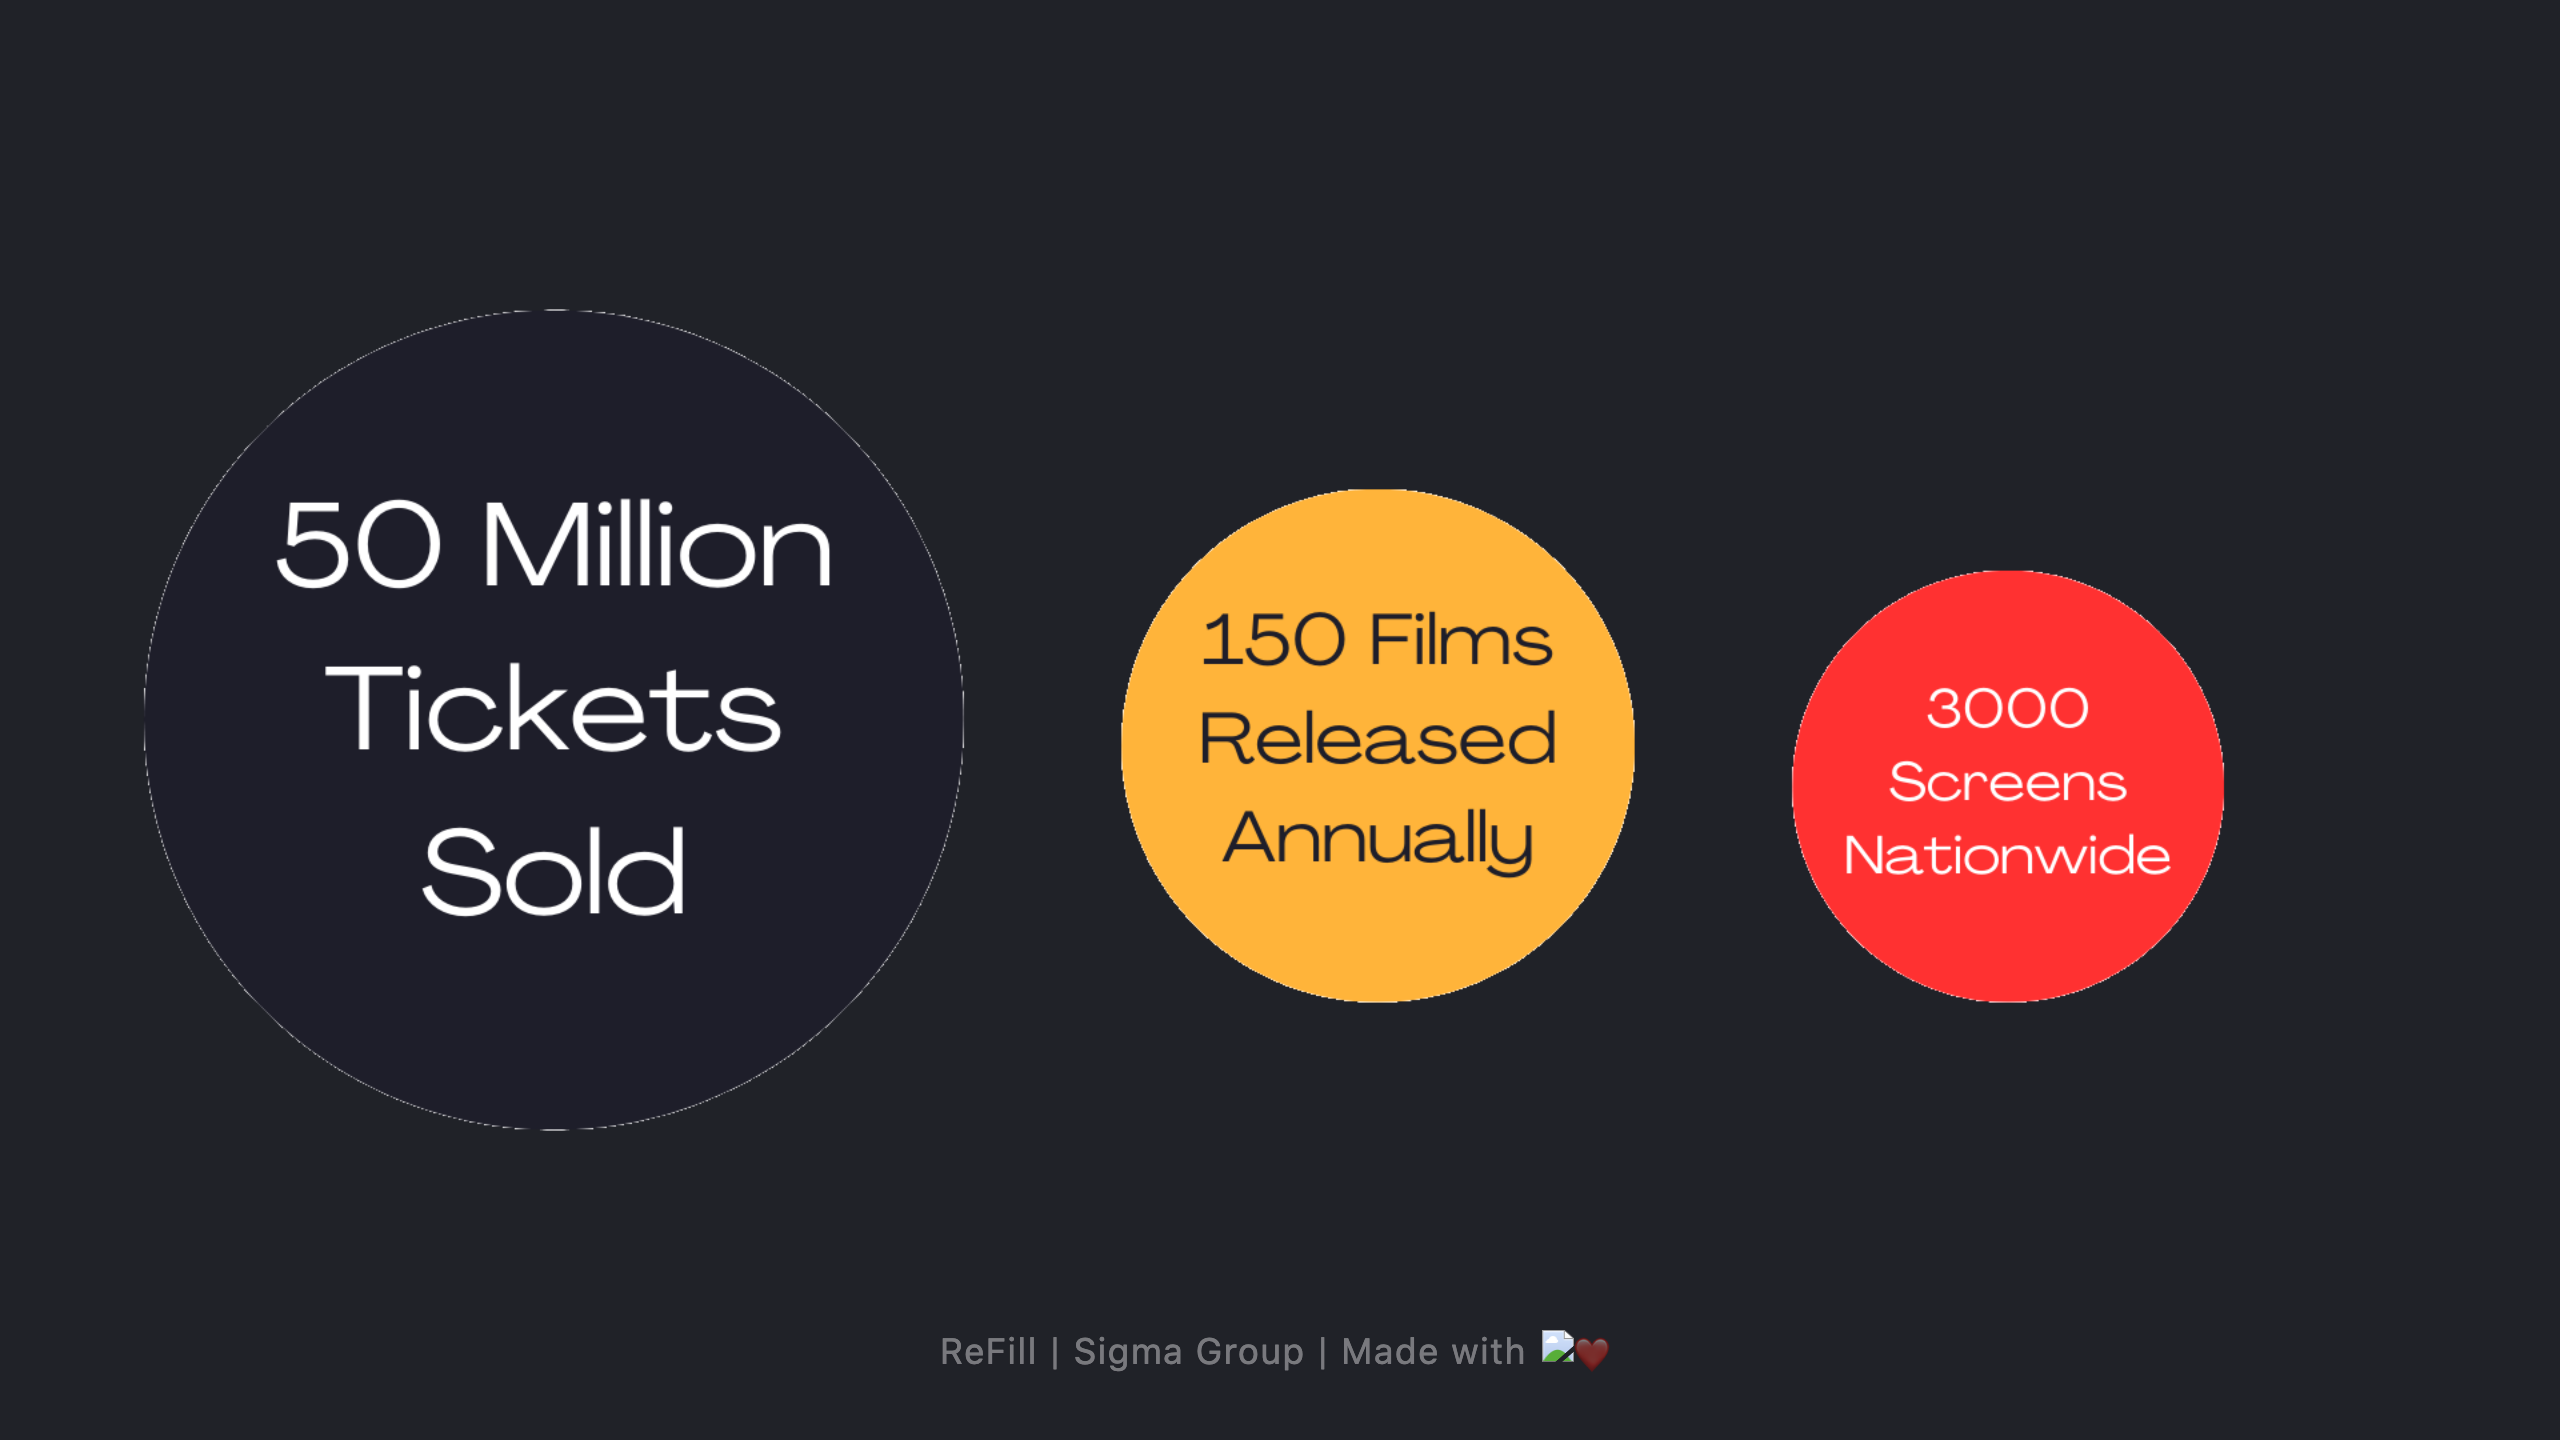 50 Million
Tickets
Sold
150 Films
Released
Annually
3000
Screens
Nationwide
ReFill | Sigma Group | Made with ❤️